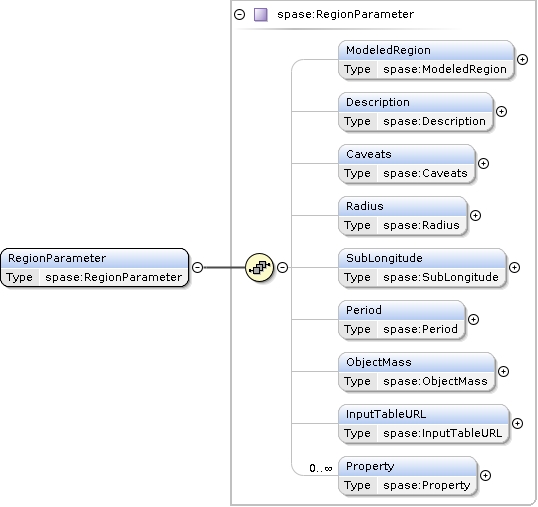 spase:RegionParameter
ModeledRegion
Type spase:ModeledRegion
Description
Type spase:Description
Caveats
Type spase:Caveats
Radius
Type spase:Radius
RegionParameter
Type spase:RegionParameter
SubLongitude
Type spase:SubLongitude
Period
Type spase:Period
ObjectMass
Type spase:ObjectMass
InputTableURL
Type spase:InputTableURL
0..∞
Property
Type spase:Property